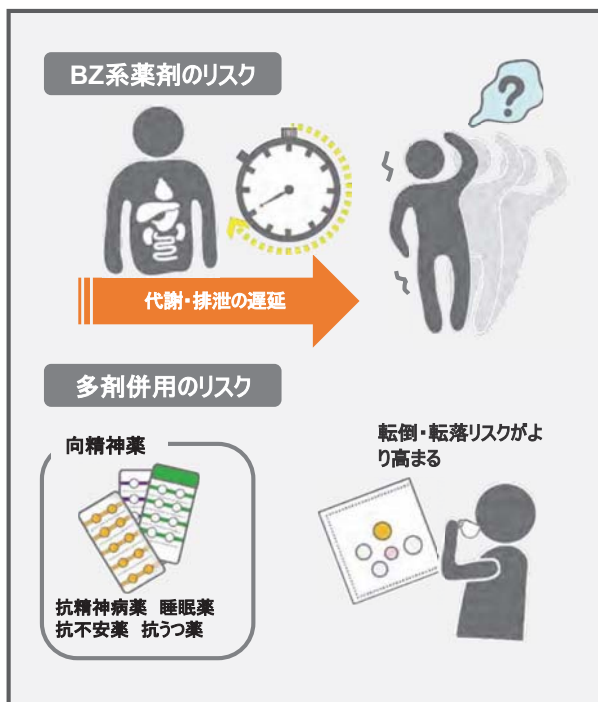 BZ系薬剤のリスク
?
代謝・排泄の遅延
多剤併用のリスク
向精神薬
転倒・転落リスクがよ
り高まる
抗精神病薬 睡眠薬
抗不安薬 抗うつ薬